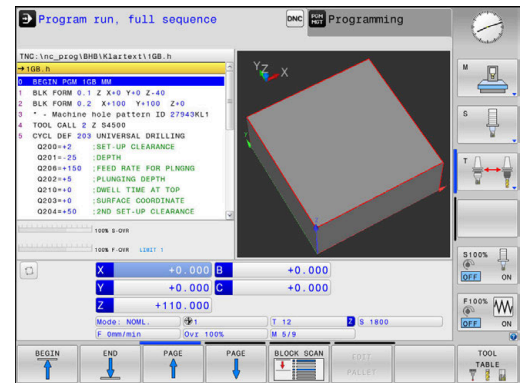 Program run, full sequence
DNC
PGM MGT
Programming
TNC:\nc_prog\BHB\Klartext\1GB.h
→1GB.h
0 BEGIN PGM 1GB MM
1 BLK FORM 0.1 Z X+0 Y+0 Z-40
2 BLK FORM 0.2 X+100 Y+100 Z+0
3 * - Machine hole pattern ID 27943KL1
4 TOOL CALL 2 Z S4500
5 CYCL DEF 203 UNIVERSAL DRILLING
Q200=+2 ;SET-UP CLEARANCE
Q201=-25 ;DEPTH
Q206=+150 ;FEED RATE FOR PLNGNG
Q202=+5 ;PLUNGING DEPTH
Q210=+0 ;DWELL TIME AT TOP
Q203=+0 ;SURFACE COORDINATE
Q204=+50 ;2ND SET-UP CLEARANCE
Y Z X
100% S-OVR
100% F-OVR LIMIT 1
X +0.000 B +0.000
Y +0.000 C +0.000
Z +110.000
Mode: NOML. 1 T 12 Z S 1800
F 0mm/min Ovr 100% M 5/9
M
S
T
S100%
OFF ON
F100%
OFF ON
BEGIN
END
PAGE
PAGE
BLOCK SCAN
EDIT
PALLET
TOOL
TABLE